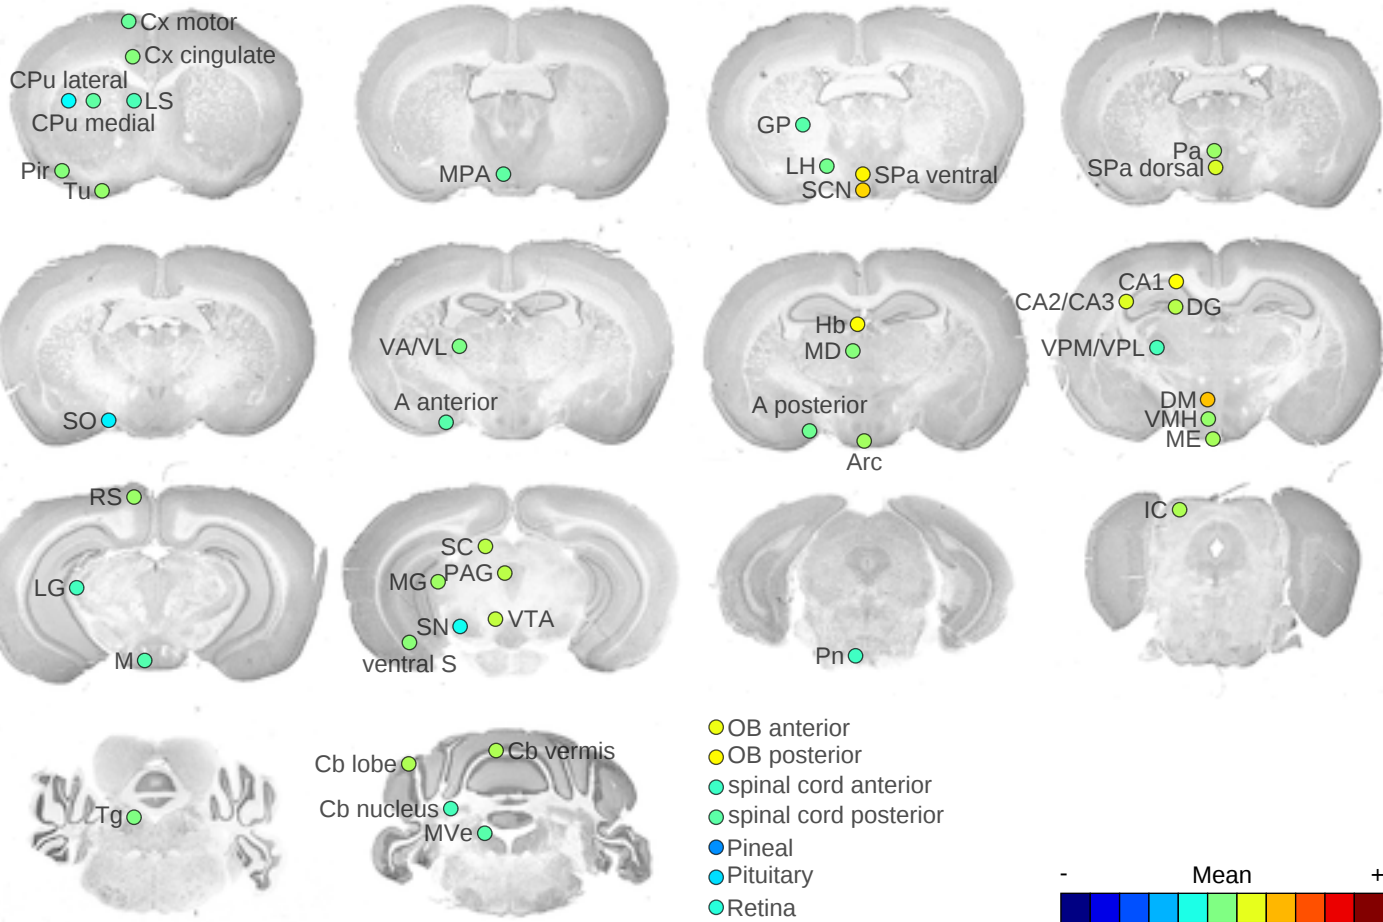 Cx motor
Cx cingulate
CPu lateral
LS
CPu medial
Pir
Tu
MPA
GP
LH
SPa ventral
SCN
Pa
SPa dorsal
SO
VA/VL
A anterior
Hb
MD
A posterior
Arc
CA1
CA2/CA3
DG
VPM/VPL
DM
VMH
ME
RS
LG
M
SC
PAG
MG
SN
VTA
ventral S
Pn
IC
Tg
Cb lobe
Cb vermis
Cb nucleus
MVe
OB anterior
OB posterior
spinal cord anterior
spinal cord posterior
Pineal
Pituitary
Retina
- Mean +